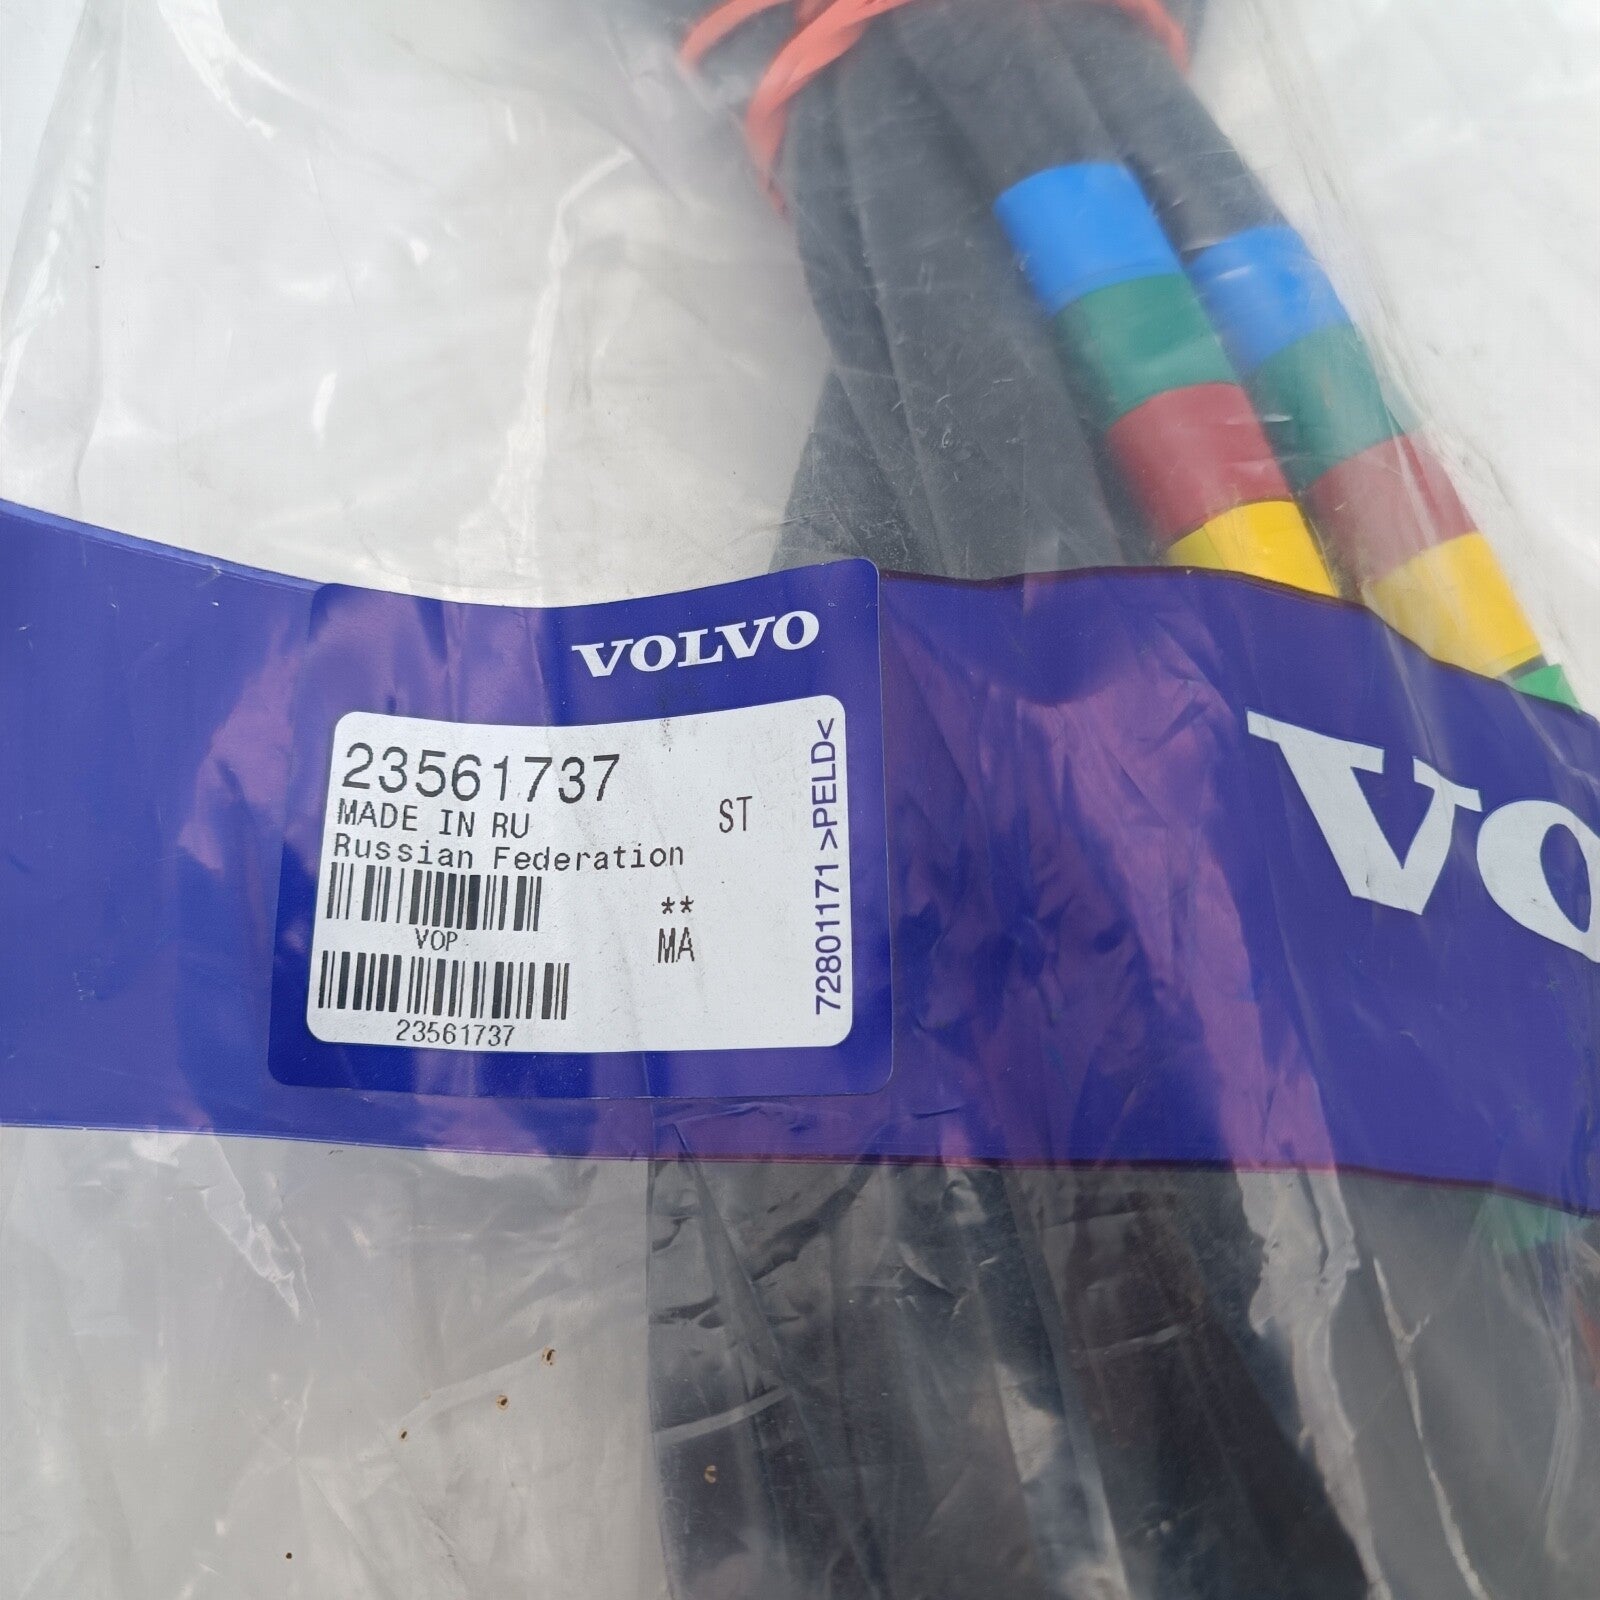 VOLVO
23561737
MADE IN RU ST
Russian Federation
**
VOP
MA
23561737
72801171 >PELD<
VO